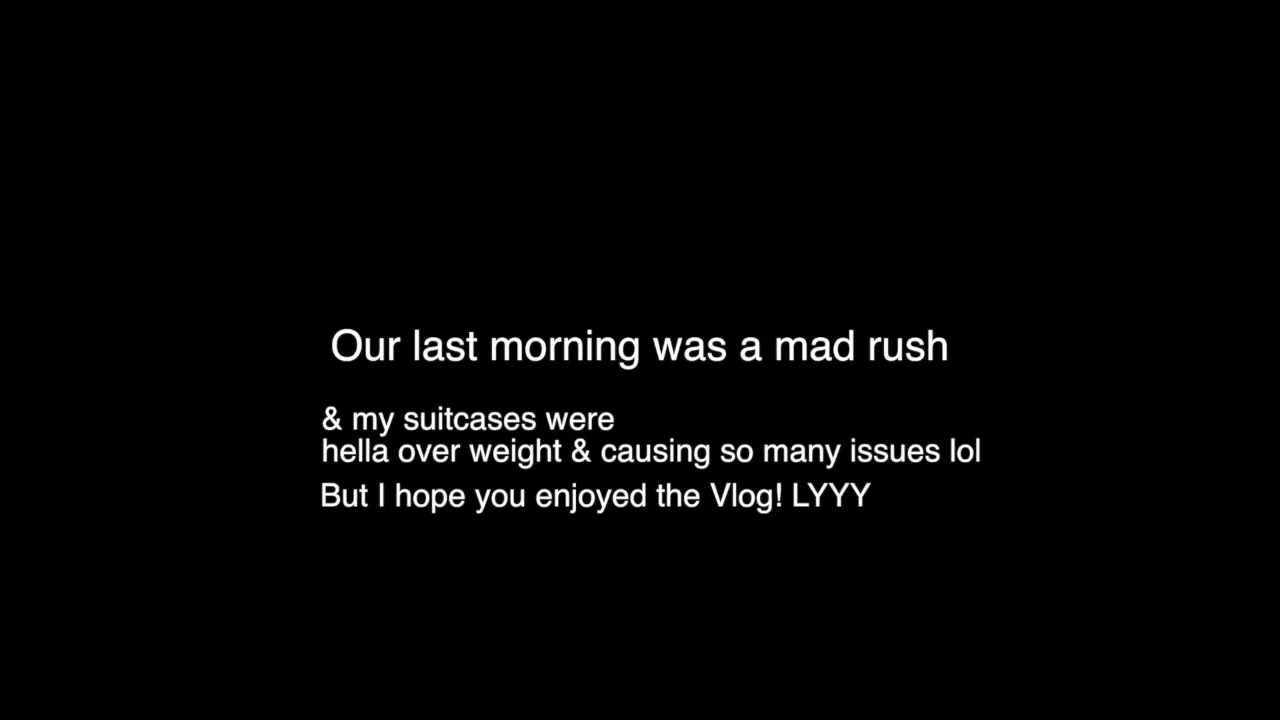 Our last morning was a mad rush
& my suitcases were
hella over weight & causing so many issues lol
But I hope you enjoyed the Vlog! LYYY